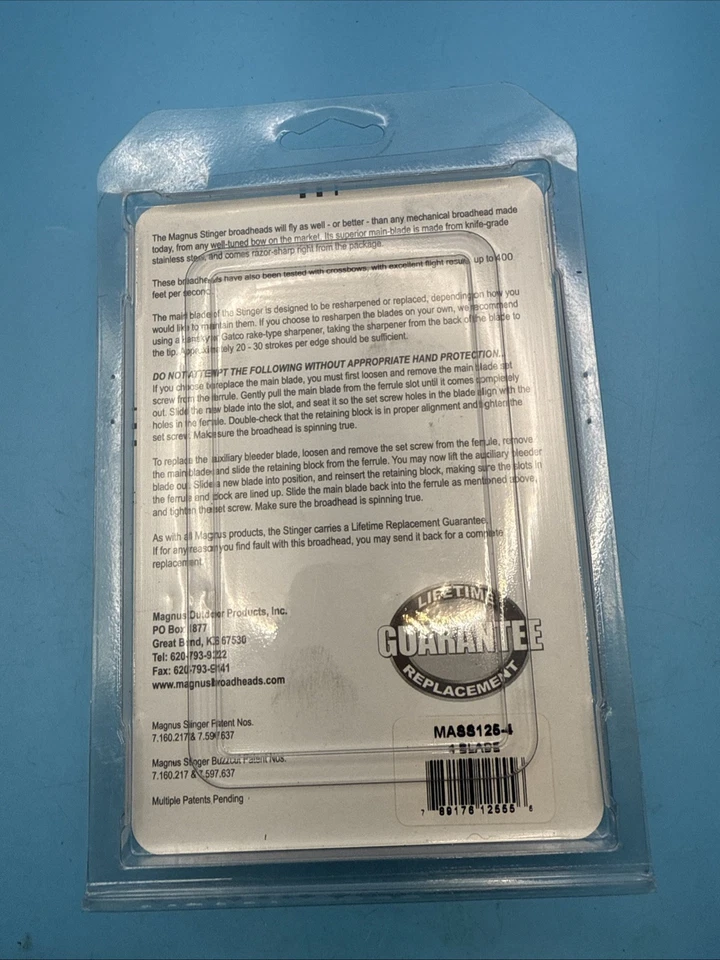 The Magnus Stinger broadheads will fly as well - or better - than any mechanical broadhead made
today, from any well-tuned bow on the market. Its superior main-blade is made from knife-grade
stainless steel, and comes razor-sharp right from the package.
These broadheads have also been tested with crossbows, with excellent flight results up to 400
feet per second.
The main blade of the Stinger is designed to be resharpened or replaced, depending on how you
would like to maintain them. If you choose to resharpen the blades on your own, we recommend
using a Lansky or Gatco rake-type sharpener, taking the sharpener from the back of the blade to
the tip. Approximately 20 - 30 strokes per edge should be sufficient.
DO NOT ATTEMPT THE FOLLOWING WITHOUT APPROPRIATE HAND PROTECTION...
If you choose to replace the main blade, you must first loosen and remove the main blade set
screw from the ferrule. Gently pull the main blade from the ferrule slot until it comes completely
out. Slide the new blade into the slot, and seat it so the set screw holes in the blade align with the
holes in the ferrule. Double-check that the retaining block is in proper alignment and tighten the
set screw. Make sure the broadhead is spinning true.
To replace the auxiliary bleeder blade, loosen and remove the set screw from the ferrule, remove
the main blade and slide the retaining block from the ferrule. You may now lift the auxiliary bleeder
blade out. Slide a new blade into position, and reinsert the retaining block, making sure the slots in
the ferrule and block are lined up. Slide the main blade back into the ferrule as mentioned above,
and tighten the set screw. Make sure the broadhead is spinning true.
As with all Magnus products, the Stinger carries a Lifetime Replacement Guarantee.
If for any reason you find fault with this broadhead, you may send it back for a complete
replacement.
Magnus Outdoor Products, Inc.
PO Box 1877
Great Bend, KS 67530
Tel: 620-793-9222
Fax: 620-793-9141
www.magnusbroadheads.com
LIFETIME
GUARANTEE
REPLACEMENT
Magnus Stinger Patent Nos.
7.160.217 & 7.597.637
Magnus Stinger Buzzcut Patent Nos.
7.160.217 & 7.597.637
Multiple Patents Pending
MASS125-4
4 BLADE
7 69176 12555 6